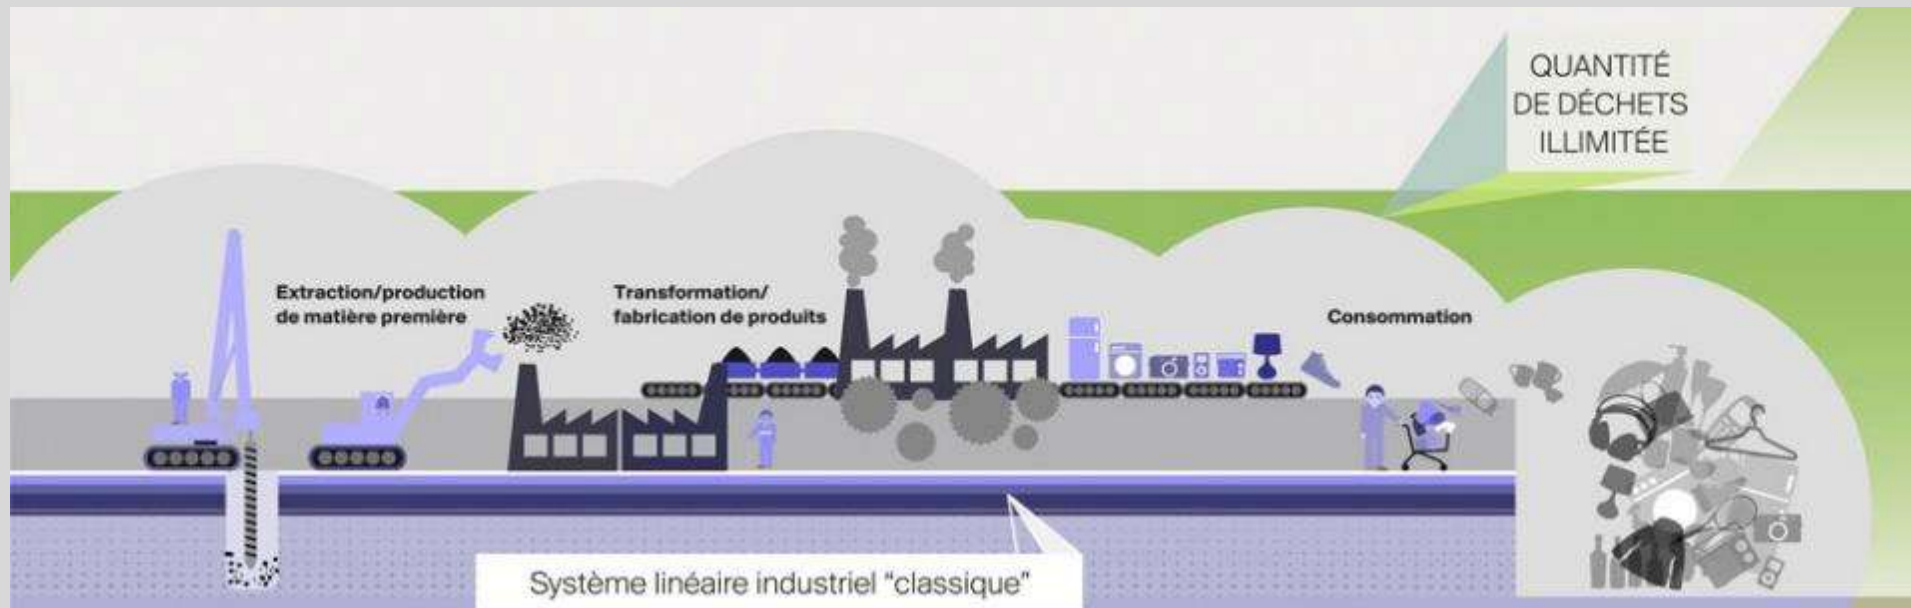 QUANTITÉ
DE DÉCHETS
ILLIMITÉE
Extraction/production
de matière première
Transformation/
fabrication de produits
Consommation
Système linéaire industriel “classique”